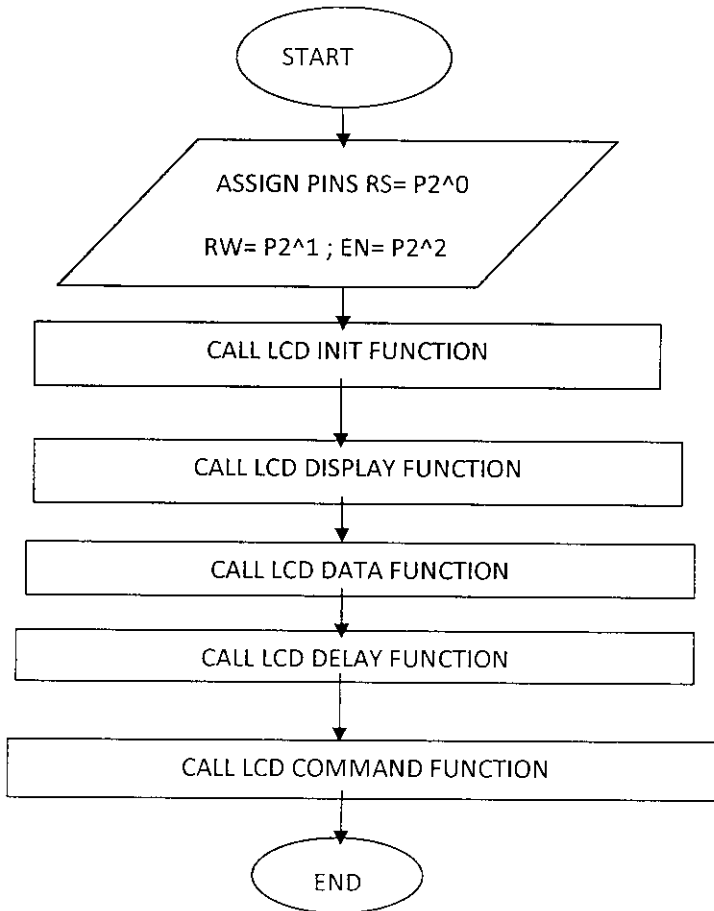 START
ASSIGN PINS RS= P2^0
RW= P2^1 ; EN= P2^2
CALL LCD INIT FUNCTION
CALL LCD DISPLAY FUNCTION
CALL LCD DATA FUNCTION
CALL LCD DELAY FUNCTION
CALL LCD COMMAND FUNCTION
END